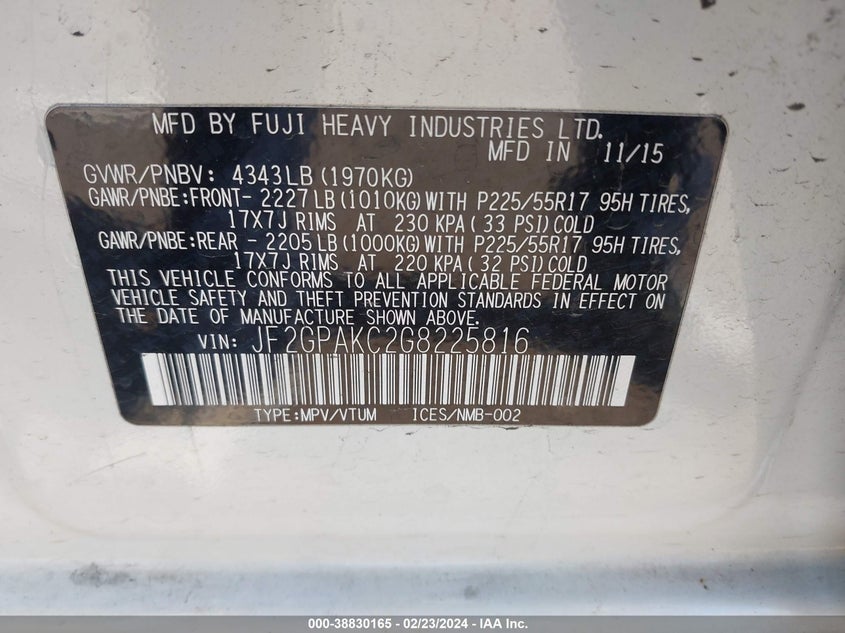 MFD BY FUJI HEAVY INDUSTRIES LTD.
MFD IN 11/15
GVWR/PNBV: 4343LB (1970KG)
GAWR/PNBE:FRONT- 2227LB (1010KG) WITH P225/55R17 95H TIRES,
17X7J RIMS AT 230 KPA ( 33 PSI) COLD
GAWR/PNBE:REAR - 2205LB (1000KG) WITH P225/55R17 95H TIRES,
17X7J RIMS AT 220 KPA ( 32 PSI) COLD
THIS VEHICLE CONFORMS TO ALL APPLICABLE FEDERAL MOTOR
VEHICLE SAFETY AND THEFT PREVENTION STANDARDS IN EFFECT ON
THE DATE OF MANUFACTURE SHOWN ABOVE.
VIN: JF2GPAKC2G8225816
TYPE:MPV/VTUM ICES/NMB-002
000-38830165 - 02/23/2024 - IAA Inc.